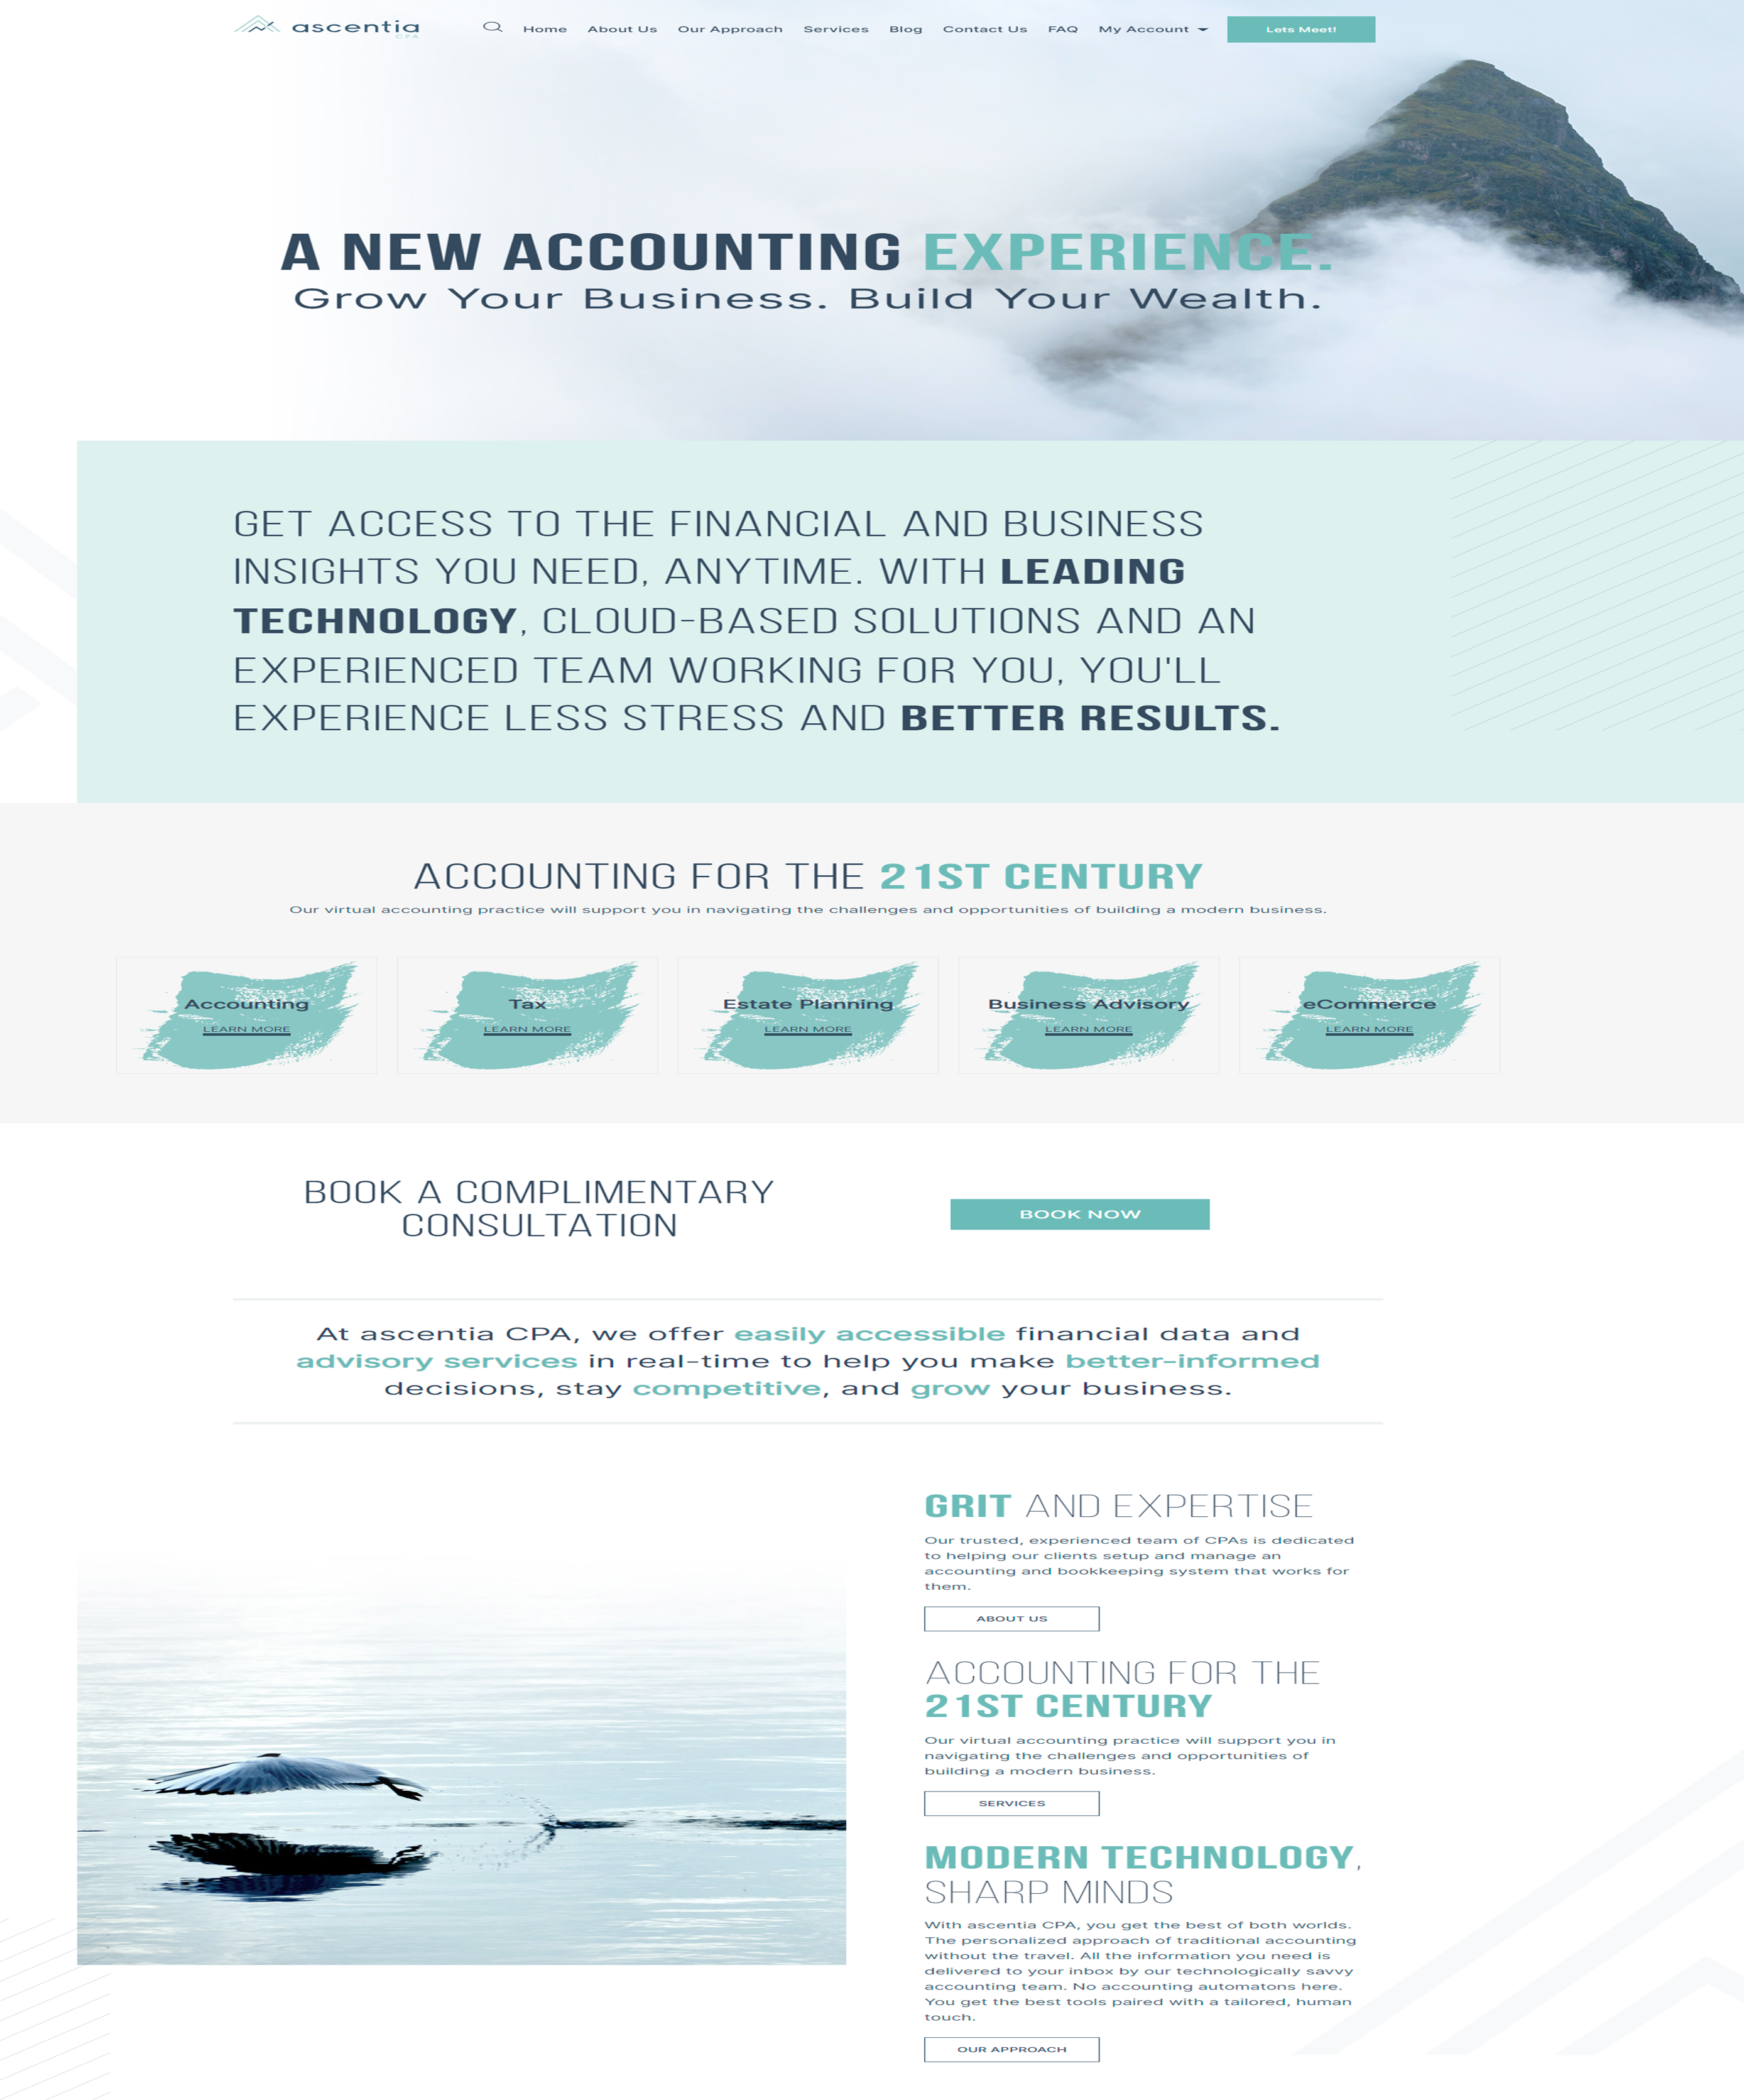 ascentia
CPA
Home About Us Our Approach Services Blog Contact Us FAQ My Account Lets Meet!
A NEW ACCOUNTING EXPERIENCE.
Grow Your Business. Build Your Wealth.
GET ACCESS TO THE FINANCIAL AND BUSINESS
INSIGHTS YOU NEED, ANYTIME. WITH LEADING
TECHNOLOGY, CLOUD-BASED SOLUTIONS AND AN
EXPERIENCED TEAM WORKING FOR YOU, YOU'LL
EXPERIENCE LESS STRESS AND BETTER RESULTS.
ACCOUNTING FOR THE 21ST CENTURY
Our virtual accounting practice will support you in navigating the challenges and opportunities of building a modern business.
Accounting
LEARN MORE
Tax
LEARN MORE
Estate Planning
LEARN MORE
Business Advisory
LEARN MORE
eCommerce
LEARN MORE
BOOK A COMPLIMENTARY
CONSULTATION
BOOK NOW
At ascentia CPA, we offer easily accessible financial data and
advisory services in real-time to help you make better-informed
decisions, stay competitive, and grow your business.
GRIT AND EXPERTISE
Our trusted, experienced team of CPAs is dedicated
to helping our clients setup and manage an
accounting and bookkeeping system that works for
them.
ABOUT US
ACCOUNTING FOR THE
21ST CENTURY
Our virtual accounting practice will support you in
navigating the challenges and opportunities of
building a modern business.
SERVICES
MODERN TECHNOLOGY,
SHARP MINDS
With ascentia CPA, you get the best of both worlds.
The personalized approach of traditional accounting
without the travel. All the information you need is
delivered to your inbox by our technologically savvy
accounting team. No accounting automatons here.
You get the best tools paired with a tailored, human
touch.
OUR APPROACH